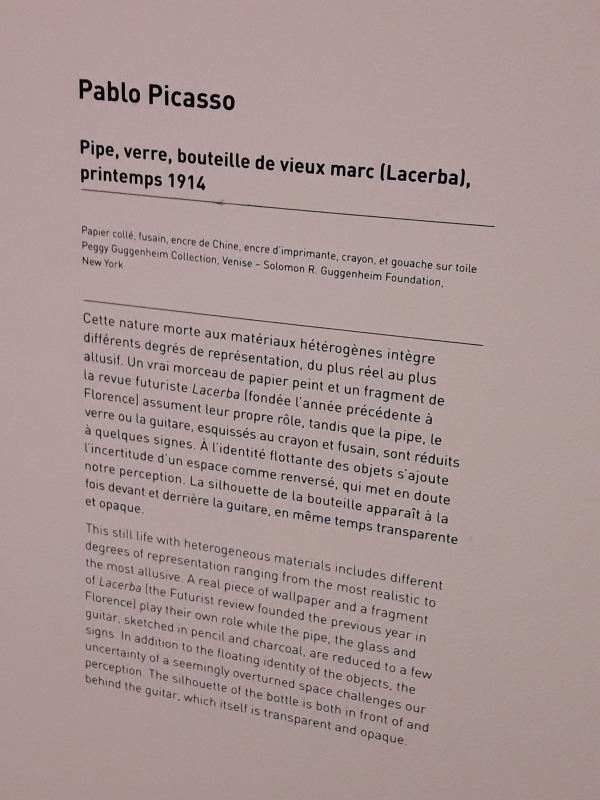 Pablo Picasso
Pipe, verre, bouteille de vieux marc (Lacerba),
printemps 1914
Papier collé, fusain, encre de Chine, encre d'imprimante, crayon, et gouache sur toile
Peggy Guggenheim Collection, Venise – Solomon R. Guggenheim Foundation,
New York
Cette nature morte aux matériaux hétérogènes intègre
différents degrés de représentation, du plus réel au plus
allusif. Un vrai morceau de papier peint et un fragment de
la revue futuriste Lacerba (fondée l'année précédente à
Florence) assument leur propre rôle, tandis que la pipe, le
verre ou la guitare, esquissés au crayon et fusain, sont réduits
à quelques signes. À l'identité flottante des objets s'ajoute
l'incertitude d'un espace comme renversé, qui met en doute
notre perception. La silhouette de la bouteille apparaît à la
fois devant et derrière la guitare, en même temps transparente
et opaque.
This still life with heterogeneous materials includes different
degrees of representation ranging from the most realistic to
the most allusive. A real piece of wallpaper and a fragment
of Lacerba (the Futurist review founded the previous year in
Florence) play their own role while the pipe, the glass and
guitar, sketched in pencil and charcoal, are reduced to a few
signs. In addition to the floating identity of the objects, the
uncertainty of a seemingly overturned space challenges our
perception. The silhouette of the bottle is both in front of and
behind the guitar, which itself is transparent and opaque.